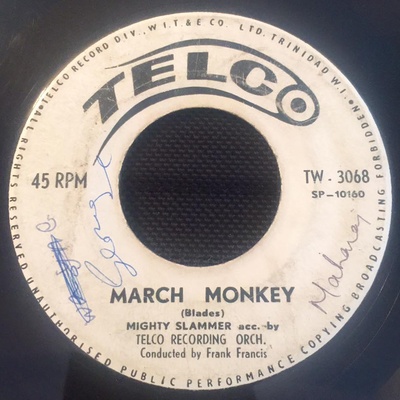 • TELCO RECORD DIV., W.I.T. & E CO. LTD. TRINIDAD W.I.
ALL RIGHTS RESERVED UNAUTHORISED PUBLIC PERFORMANCE COPYING BROADCASTING FORBIDDEN
TELCO
45 RPM
TW - 3068
SP-10160
Maharaj
MARCH MONKEY
(Blades)
MIGHTY SLAMMER acc. by
TELCO RECORDING ORCH.
Conducted by Frank Francis